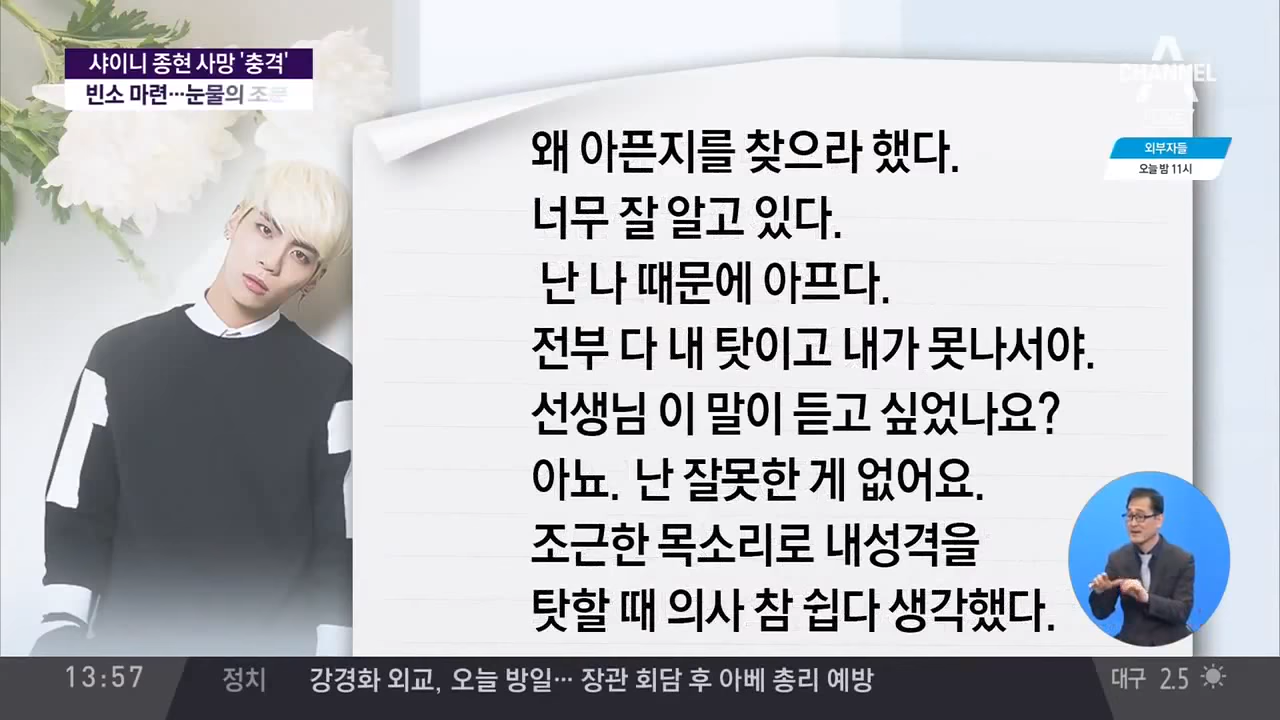 샤이니 종현 사망 '충격'
빈소 마련…눈물의 조문
CHANNEL A
외부자들
오늘 밤 11시
왜 아픈지를 찾으라 했다.
너무 잘 알고 있다.
난 나 때문에 아프다.
전부 다 내 탓이고 내가 못나서야.
선생님 이 말이 듣고 싶었나요?
아뇨. 난 잘못한 게 없어요.
조근한 목소리로 내성격을
탓할 때 의사 참 쉽다 생각했다.
13:57 정치 강경화 외교, 오늘 방일… 장관 회담 후 아베 총리 예방 대구 2.5